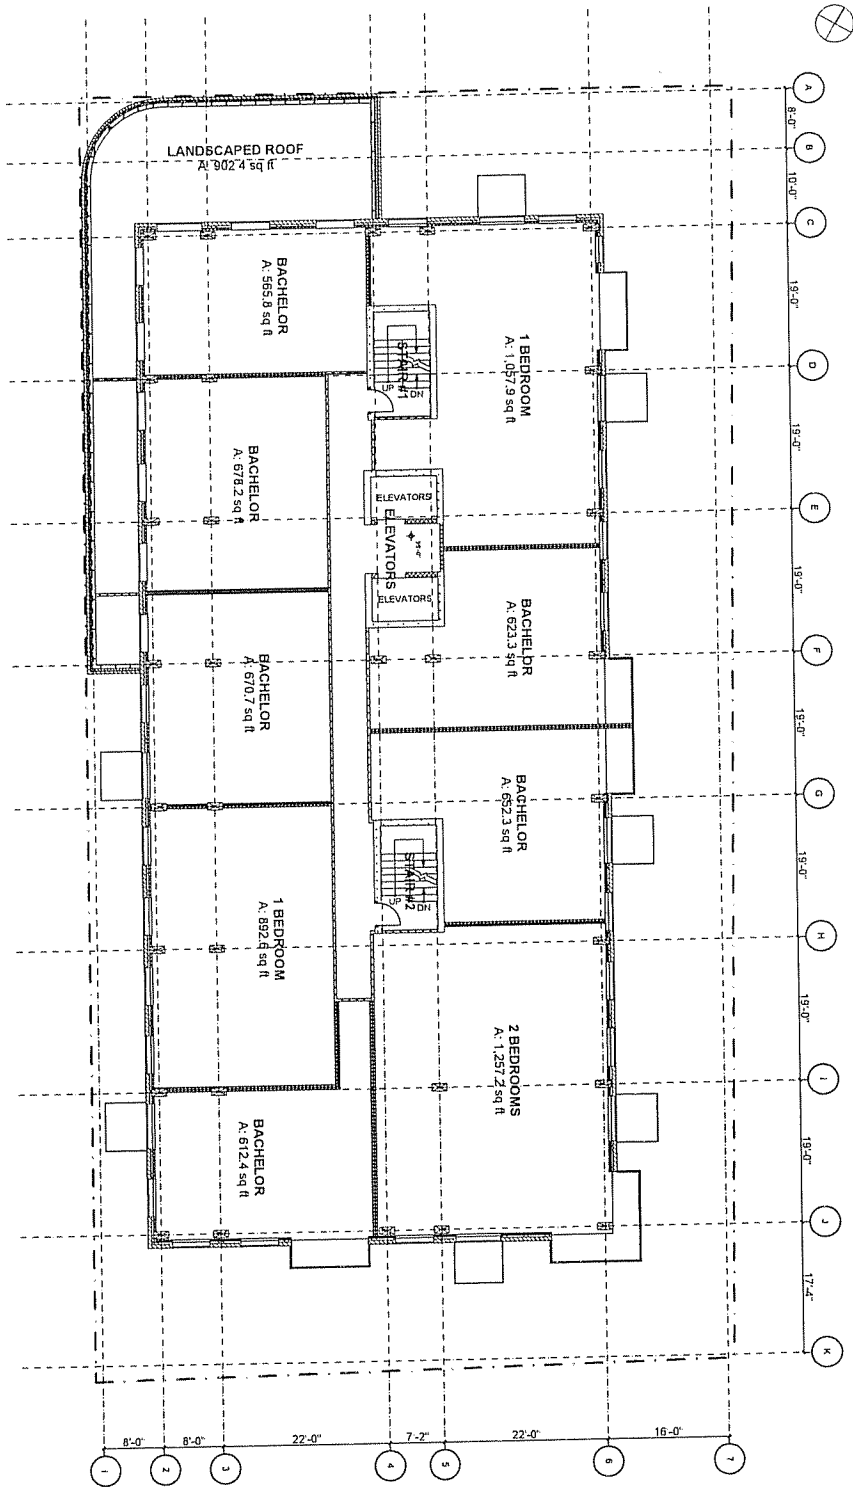 A
8'-0"
B
10'-0"
C
19'-0"
D
19'-0"
E
19'-0"
F
19'-0"
G
19'-0"
H
19'-0"
I
19'-0"
J
17'-4"
K
LANDSCAPED ROOF
A: 902.4 sq ft
BACHELOR
A: 565.8 sq ft
1 BEDROOM
A: 1,057.9 sq ft
STAIR #1
UP
DN
BACHELOR
A: 678.2 sq ft
ELEVATORS
ELEVATORS
ELEVATORS
BACHELOR
A: 623.3 sq ft
BACHELOR
A: 670.7 sq ft
BACHELOR
A: 652.3 sq ft
STAIR #2
UP
DN
1 BEDROOM
A: 892.6 sq ft
2 BEDROOMS
A: 1,257.2 sq ft
BACHELOR
A: 612.4 sq ft
8'-0"
8'-0"
22'-0"
7'-2"
22'-0"
16'-0"
1
2
3
4
5
6
7